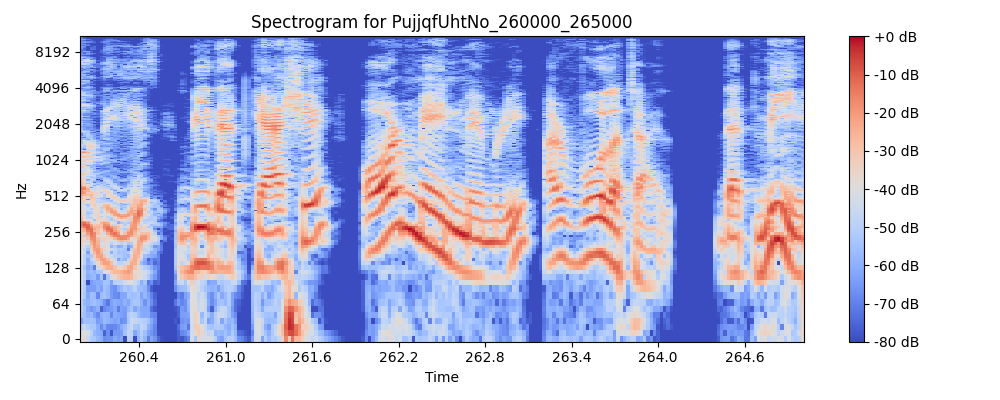 Spectrogram for PujjqfUhtNo_260000_265000
8192
4096
2048
1024
512
256
128
64
0
Hz
260.4 261.0 261.6 262.2 262.8 263.4 264.0 264.6
Time
+0 dB
-10 dB
-20 dB
-30 dB
-40 dB
-50 dB
-60 dB
-70 dB
-80 dB